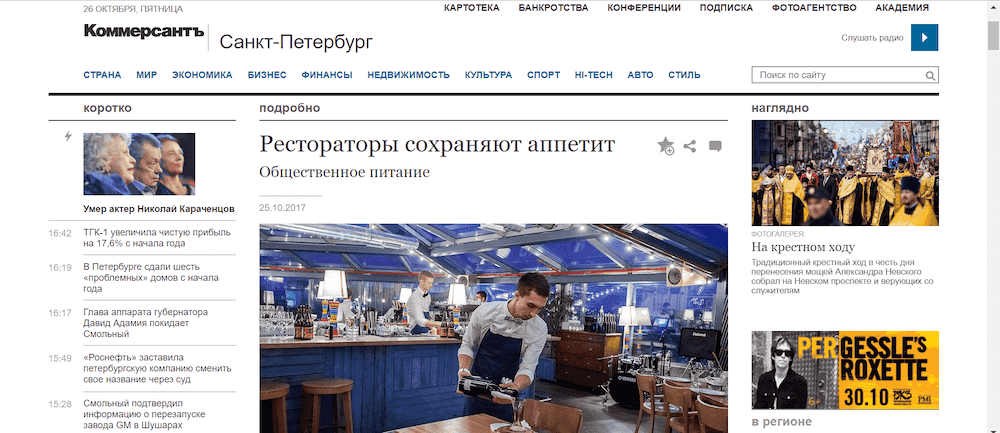 26 ОКТЯБРЯ, ПЯТНИЦА
КАРТОТЕКА БАНКРОТСТВА КОНФЕРЕНЦИИ ПОДПИСКА ФОТОАГЕНТСТВО АКАДЕМИЯ
Коммерсантъ
Санкт-Петербург
Слушать радио
СТРАНА МИР ЭКОНОМИКА БИЗНЕС ФИНАНСЫ НЕДВИЖИМОСТЬ КУЛЬТУРА СПОРТ HI-TECH АВТО СТИЛЬ
Поиск по сайту
коротко
Умер актер Николай Караченцов
16:42 ТГК-1 увеличила чистую прибыль
на 17,6% с начала года
16:19 В Петербурге сдали шесть
«проблемных» домов с начала
года
16:17 Глава аппарата губернатора
Давид Адамия покидает
Смольный
15:49 «Роснефть» заставила
петербургскую компанию сменить
свое название через суд
15:28 Смольный подтвердил
информацию о перезапуске
завода GM в Шушарах
подробно
Рестораторы сохраняют аппетит
Общественное питание
25.10.2017
наглядно
ФОТОГАЛЕРЕЯ
На крестном ходу
Традиционный крестный ход в честь дня
перенесения мощей Александра Невского
собрал на Невском проспекте и верующих со
служителям
PER GESSLE'S
ROXETTE
30.10
PMI
в регионе